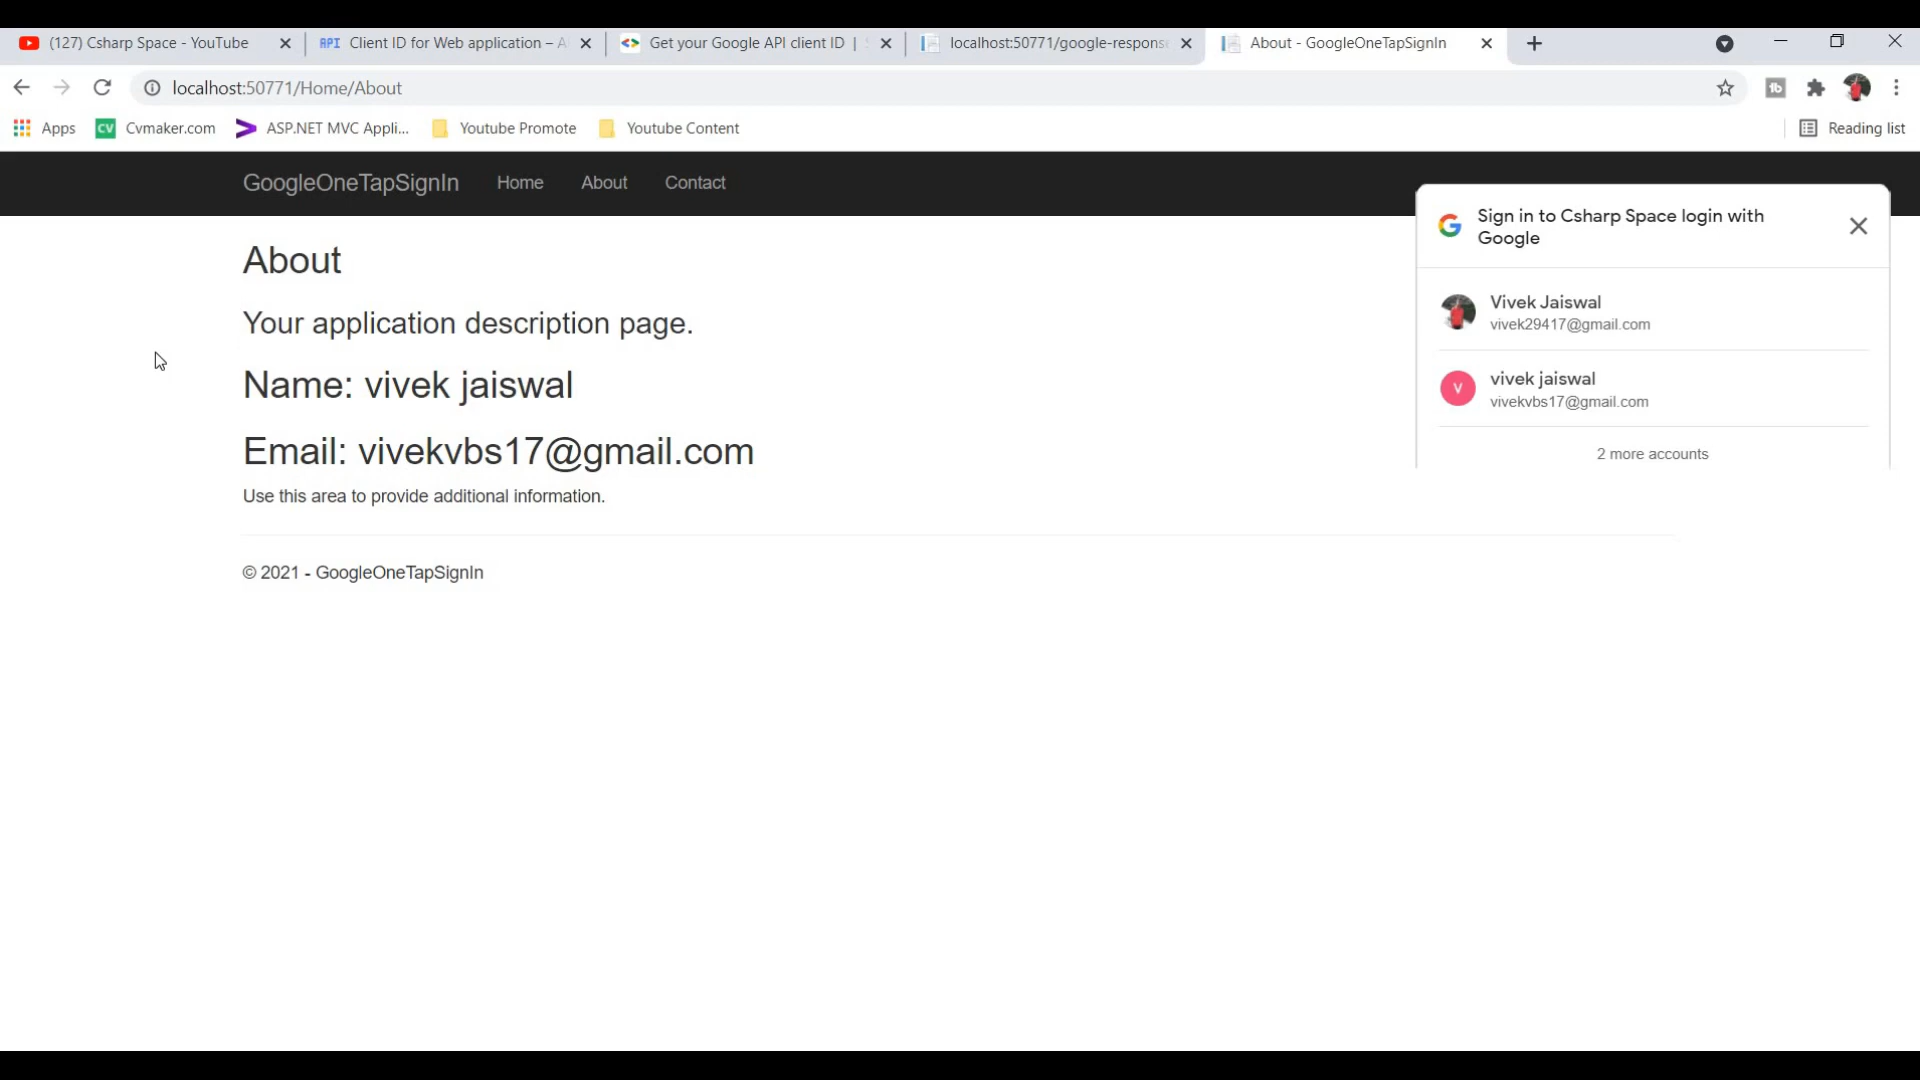 (127) Csharp Space - YouTube
API Client ID for Web application – A
Get your Google API client ID |
localhost:50771/google-respons
About - GoogleOneTapSignIn
localhost:50771/Home/About
Apps
CV Cvmaker.com
ASP.NET MVC Appli...
Youtube Promote
Youtube Content
Reading list
GoogleOneTapSignIn
Home
About
Contact
Sign in to Csharp Space login with
Google
Vivek Jaiswal
vivek29417@gmail.com
V
vivek jaiswal
vivekvbs17@gmail.com
2 more accounts
About
Your application description page.
Name: vivek jaiswal
Email: vivekvbs17@gmail.com
Use this area to provide additional information.
© 2021 - GoogleOneTapSignIn